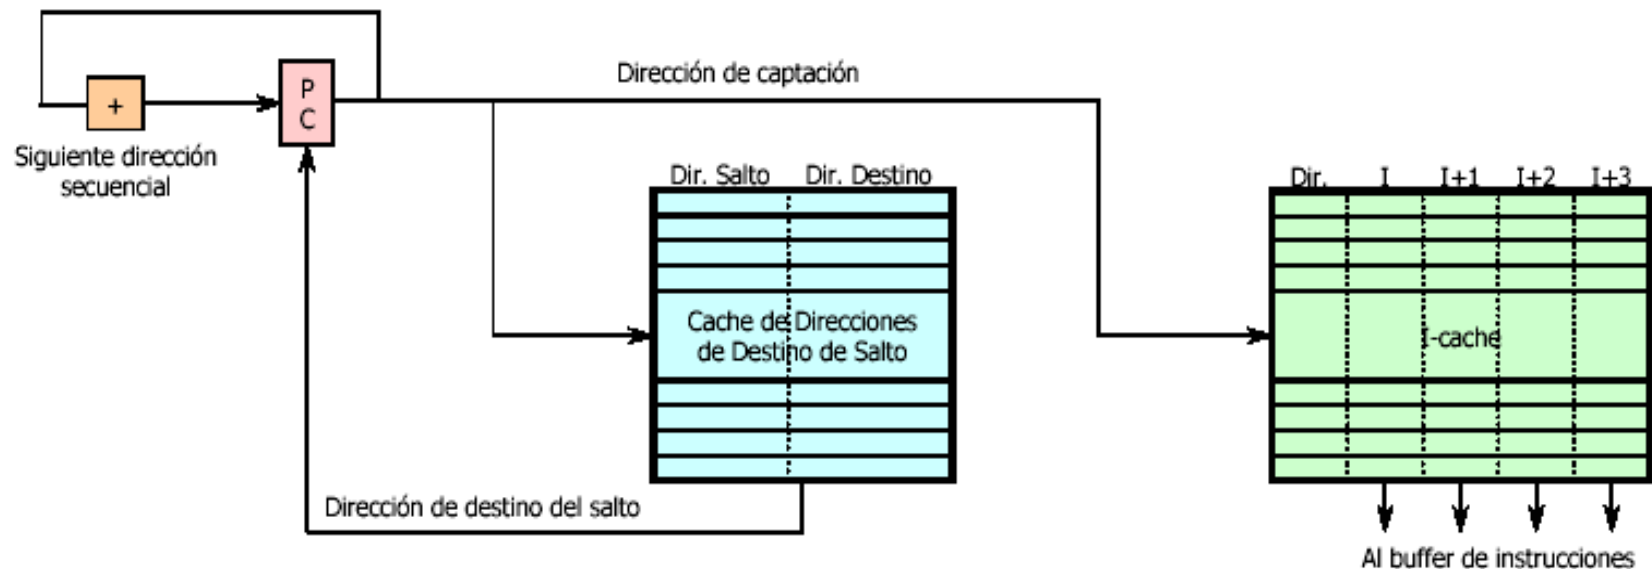 P
C
Dirección de captación
+
Siguiente dirección
secuencial
Dir. Salto Dir. Destino
Dir. I I+1 I+2 I+3
Cache de Direcciones
de Destino de Salto
I-cache
Dirección de destino del salto
Al buffer de instrucciones